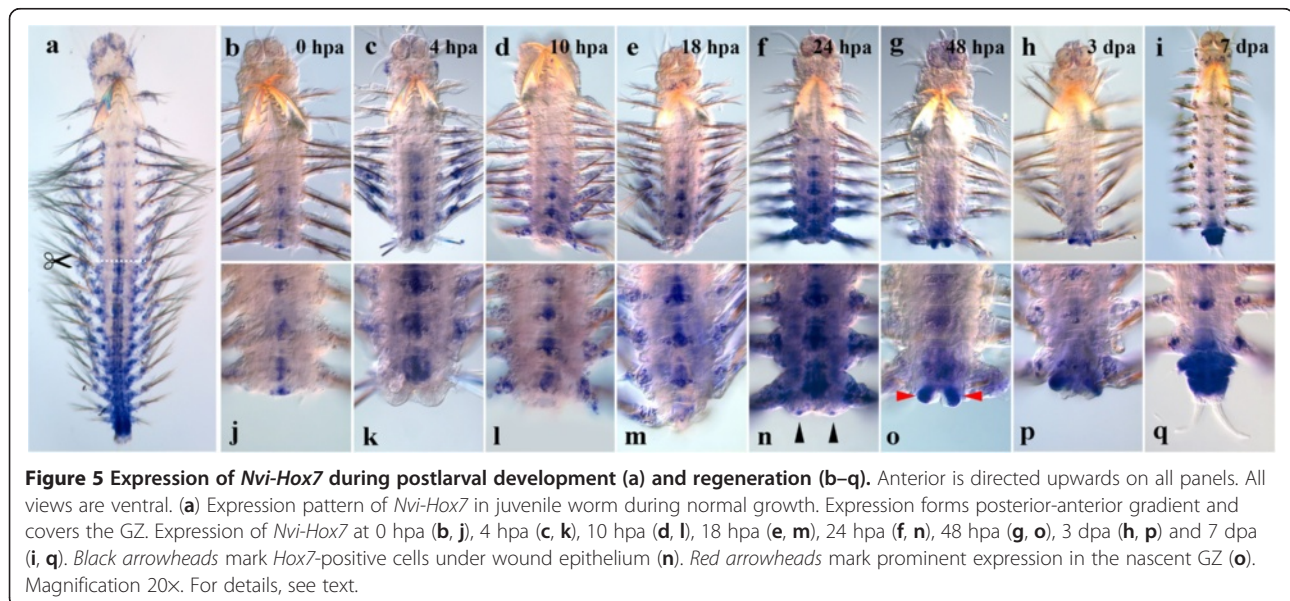 a
b
0 hpa
c
4 hpa
d
10 hpa
e
18 hpa
f
24 hpa
g
48 hpa
h
3 dpa
i
7 dpa
j
k
l
m
n
o
p
q
Figure 5 Expression of Nvi-Hox7 during postlarval development (a) and regeneration (b–q). Anterior is directed upwards on all panels. All
views are ventral. (a) Expression pattern of Nvi-Hox7 in juvenile worm during normal growth. Expression forms posterior-anterior gradient and
covers the GZ. Expression of Nvi-Hox7 at 0 hpa (b, j), 4 hpa (c, k), 10 hpa (d, l), 18 hpa (e, m), 24 hpa (f, n), 48 hpa (g, o), 3 dpa (h, p) and 7 dpa
(i, q). Black arrowheads mark Hox7-positive cells under wound epithelium (n). Red arrowheads mark prominent expression in the nascent GZ (o).
Magnification 20×. For details, see text.